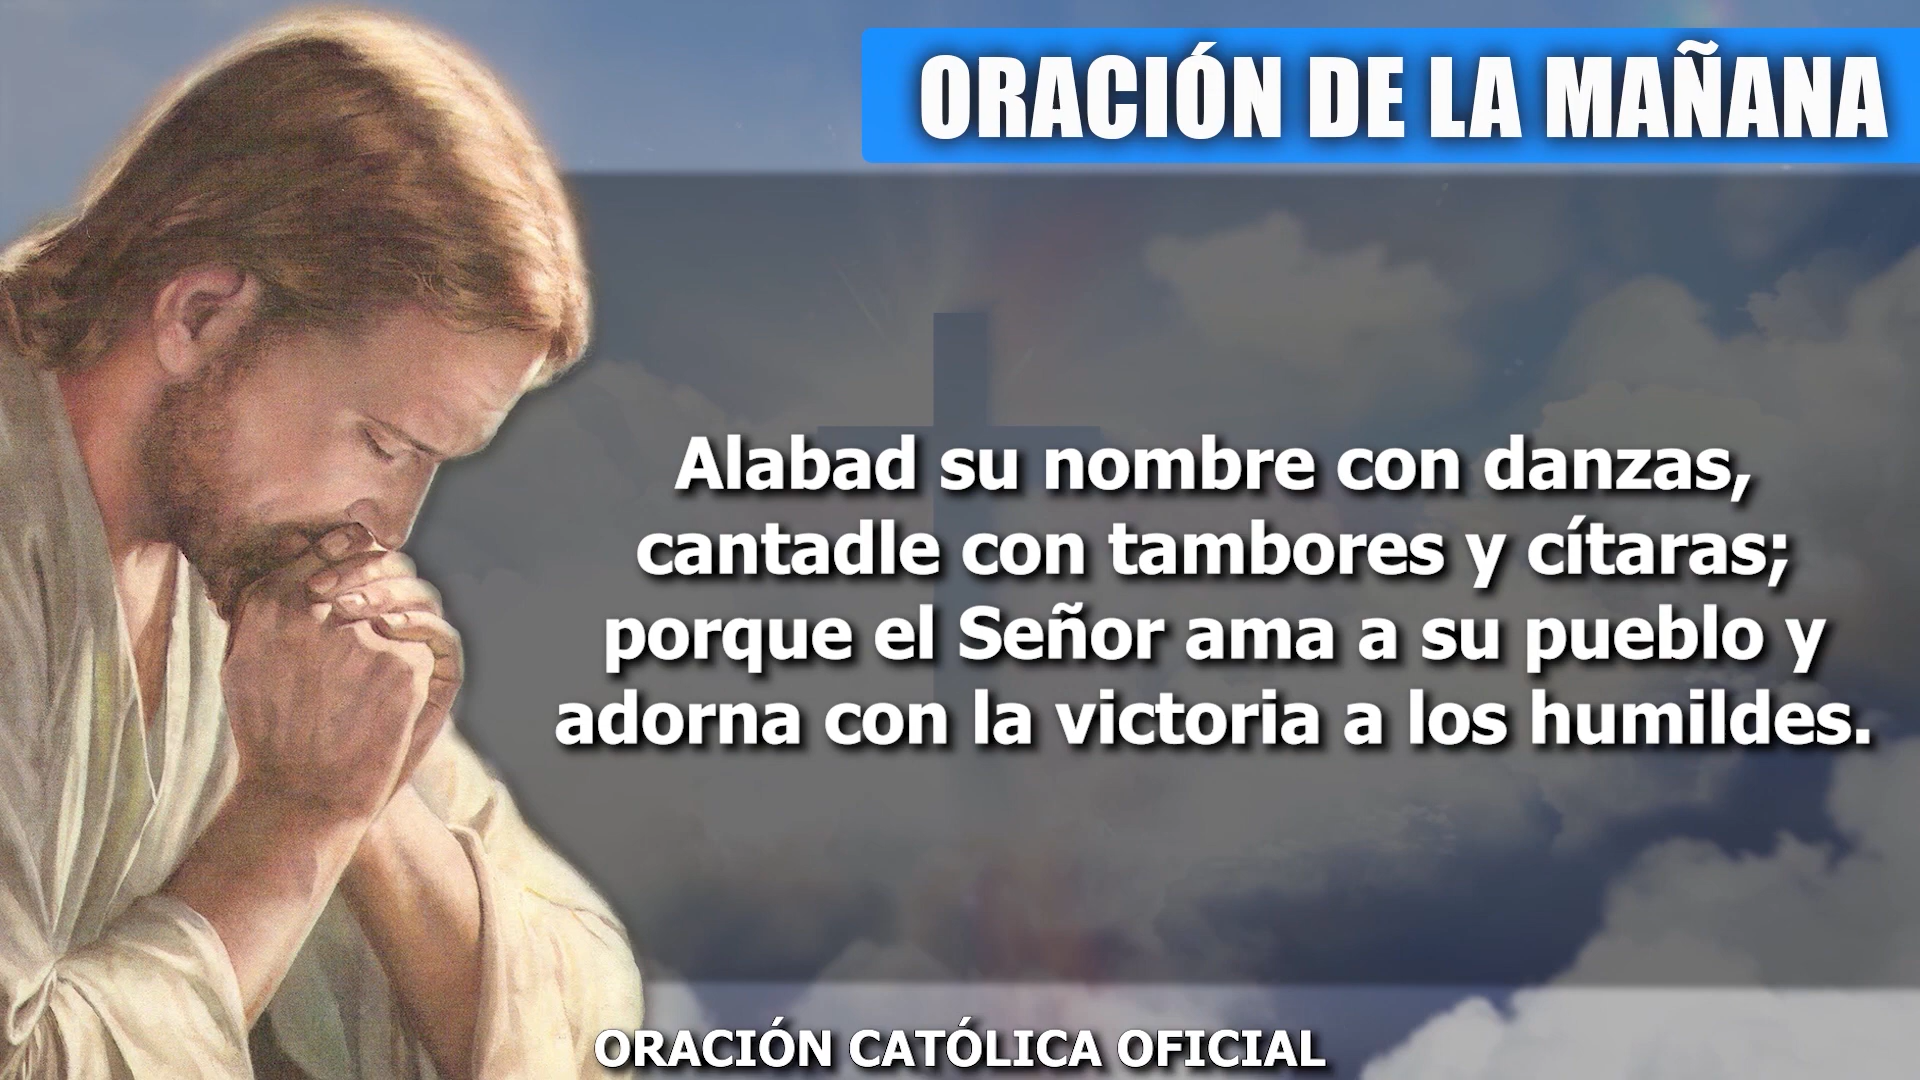 ORACIÓN DE LA MAÑANA
Alabad su nombre con danzas,
cantadle con tambores y cítaras;
porque el Señor ama a su pueblo y
adorna con la victoria a los humildes.
ORACIÓN CATÓLICA OFICIAL